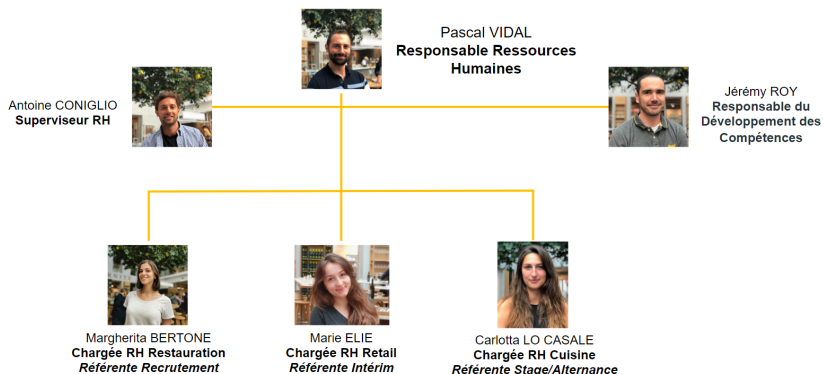 Pascal VIDAL
Responsable Ressources
Humaines
Antoine CONIGLIO
Superviseur RH
Jérémy ROY
Responsable du
Développement des
Compétences
Margherita BERTONE
Chargée RH Restauration
Référente Recrutement
Marie ELIE
Chargée RH Retail
Référente Intérim
Carlotta LO CASALE
Chargée RH Cuisine
Référente Stage/Alternance